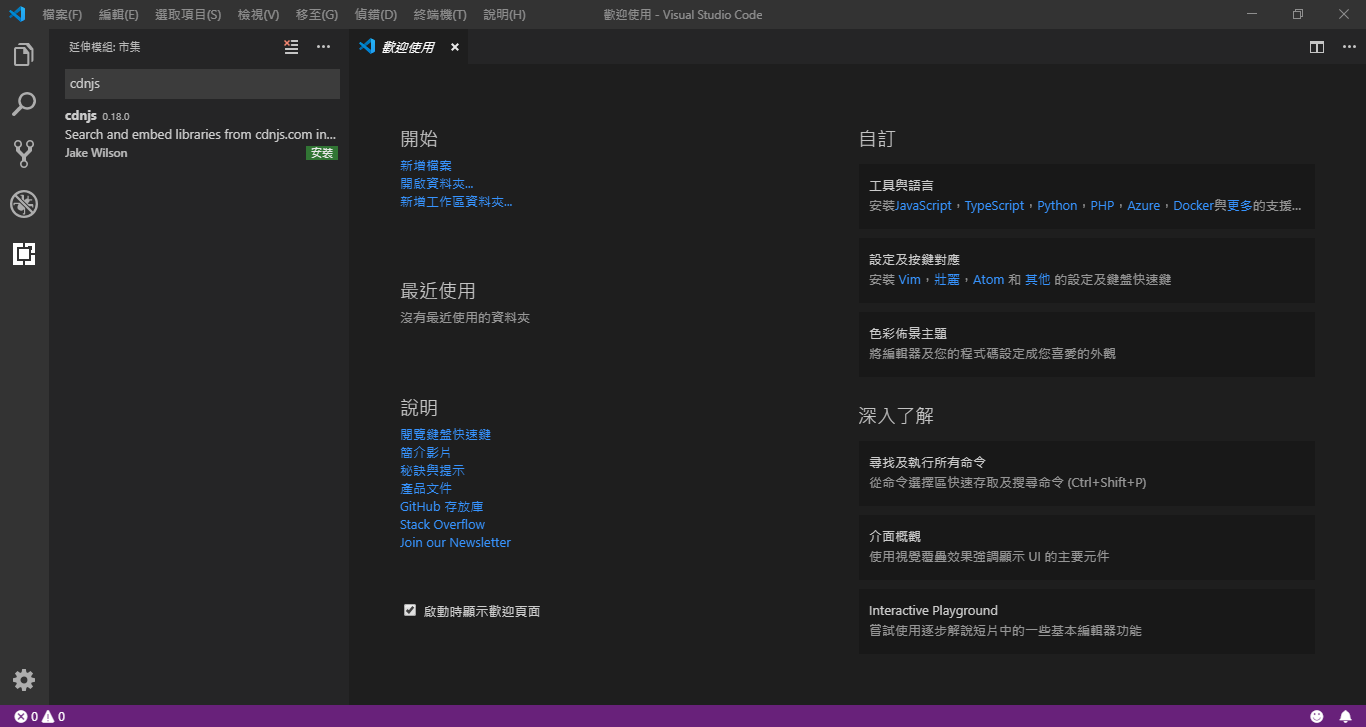 檔案(F) 編輯(E) 選取項目(S) 檢視(V) 移至(G) 偵錯(D) 終端機(T) 說明(H) 歡迎使用 - Visual Studio Code
延伸模組: 市集
歡迎使用
cdnjs
cdnjs 0.18.0
Search and embed libraries from cdnjs.com in...
Jake Wilson 安裝
開始
新增檔案
開啟資料夾...
新增工作區資料夾...
最近使用
沒有最近使用的資料夾
說明
閱覽鍵盤快速鍵
簡介影片
秘訣與提示
產品文件
GitHub 存放庫
Stack Overflow
Join our Newsletter
啟動時顯示歡迎頁面
自訂
工具與語言
安裝JavaScript，TypeScript，Python，PHP，Azure，Docker與更多的支援...
設定及按鍵對應
安裝 Vim，壯麗，Atom 和 其他 的設定及鍵盤快速鍵
色彩佈景主題
將編輯器及您的程式碼設定成您喜愛的外觀
深入了解
尋找及執行所有命令
從命令選擇區快速存取及搜尋命令 (Ctrl+Shift+P)
介面概觀
使用視覺覆疊效果強調顯示 UI 的主要元件
Interactive Playground
嘗試使用逐步解說短片中的一些基本編輯器功能
0 0